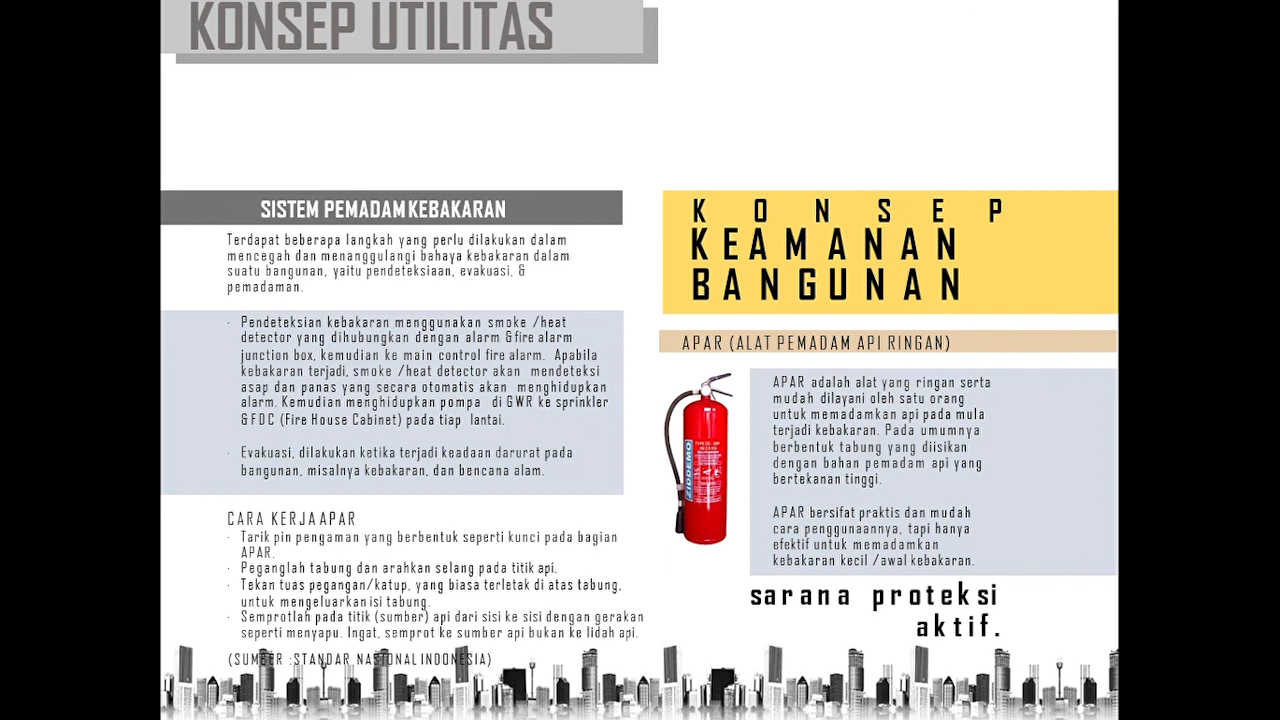 KONSEP UTILITAS
SISTEM PEMADAM KEBAKARAN
Terdapat beberapa langkah yang perlu dilakukan dalam
mencegah dan menanggulangi bahaya kebakaran dalam
suatu bangunan, yaitu pendeteksiaan, evakuasi, &
pemadaman.
· Pendeteksian kebakaran menggunakan smoke /heat
detector yang dihubungkan dengan alarm & fire alarm
junction box, kemudian ke main control fire alarm. Apabila
kebakaran terjadi, smoke /heat detector akan mendeteksi
asap dan panas yang secara otomatis akan menghidupkan
alarm. Kemudian menghidupkan pompa di GWR ke sprinkler
& FDC (Fire House Cabinet) pada tiap lantai.
· Evakuasi, dilakukan ketika terjadi keadaan darurat pada
bangunan, misalnya kebakaran, dan bencana alam.
CARA KERJA APAR
· Tarik pin pengaman yang berbentuk seperti kunci pada bagian
APAR.
· Peganglah tabung dan arahkan selang pada titik api.
· Tekan tuas pegangan/katup, yang biasa terletak di atas tabung,
untuk mengeluarkan isi tabung.
· Semprotlah pada titik (sumber) api dari sisi ke sisi dengan gerakan
seperti menyapu. Ingat, semprot ke sumber api bukan ke lidah api.
(SUMBER :STANDAR NASIONAL INDONESIA)
KONSEP
KEAMANAN
BANGUNAN
APAR (ALAT PEMADAM API RINGAN)
ZIDDEMO
APAR adalah alat yang ringan serta
mudah dilayani oleh satu orang
untuk memadamkan api pada mula
terjadi kebakaran. Pada umumnya
berbentuk tabung yang diisikan
dengan bahan pemadam api yang
bertekanan tinggi.
APAR bersifat praktis dan mudah
cara penggunaannya, tapi hanya
efektif untuk memadamkan
kebakaran kecil /awal kebakaran.
sarana proteksi
aktif.